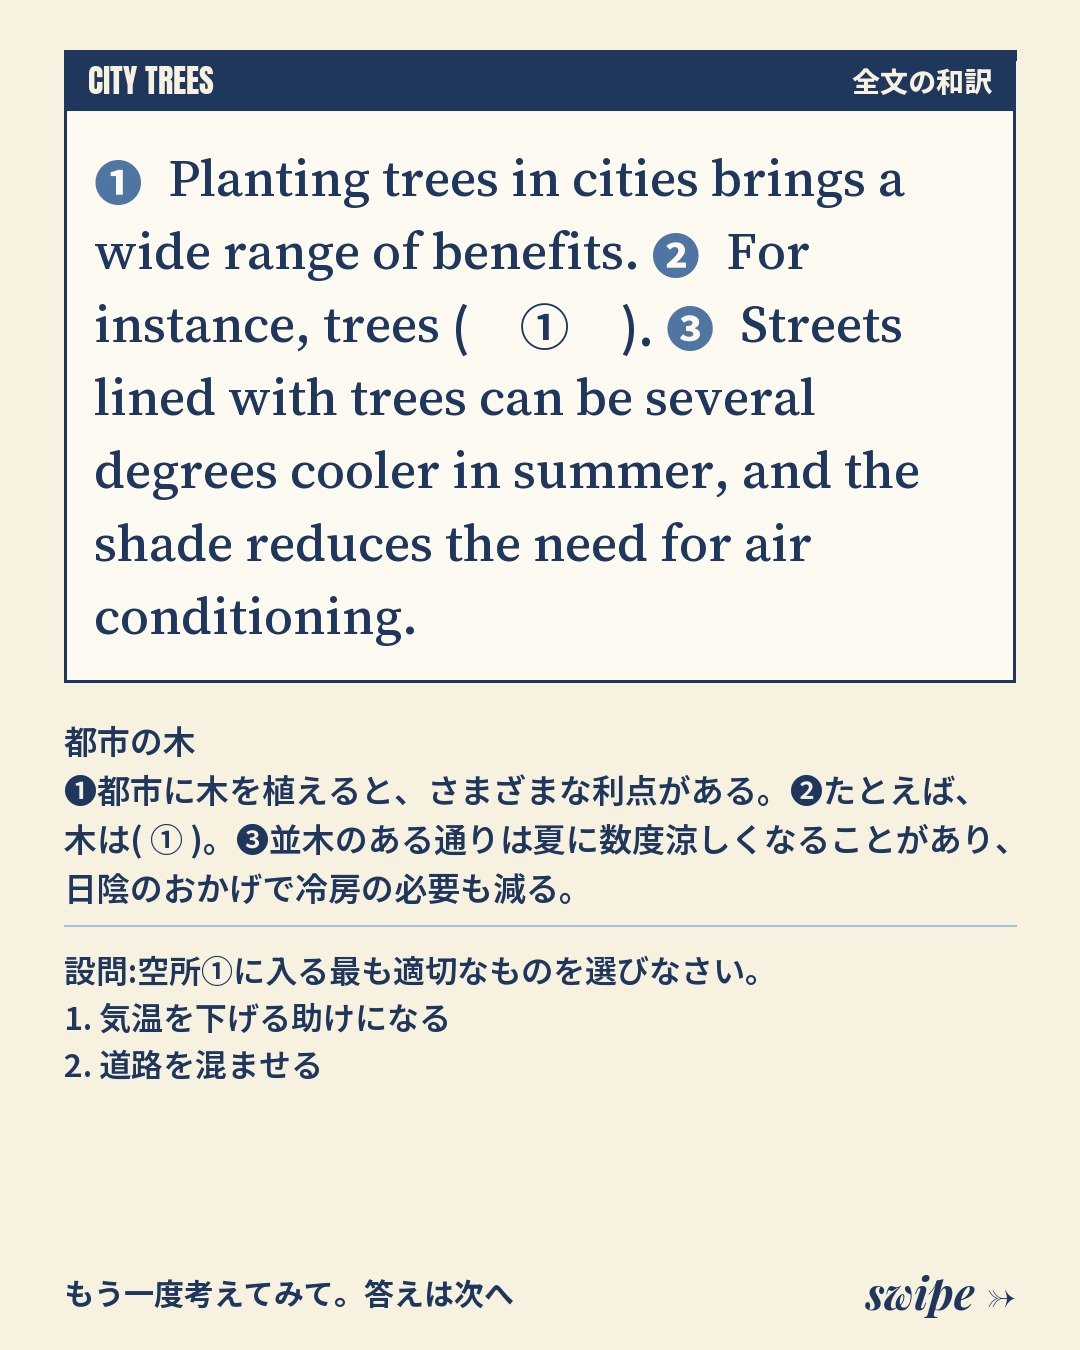 CITY TREES 全文の和訳
❶ Planting trees in cities brings a
wide range of benefits. ❷ For
instance, trees ( ① ). ❸ Streets
lined with trees can be several
degrees cooler in summer, and the
shade reduces the need for air
conditioning.
都市の木
❶都市に木を植えると、さまざまな利点がある。❷たとえば、
木は( ① )。❸並木のある通りは夏に数度涼しくなることがあり、
日陰のおかげで冷房の必要も減る。
設問:空所①に入る最も適切なものを選びなさい。
1. 気温を下げる助けになる
2. 道路を混ませる
もう一度考えてみて。答えは次へ swipe